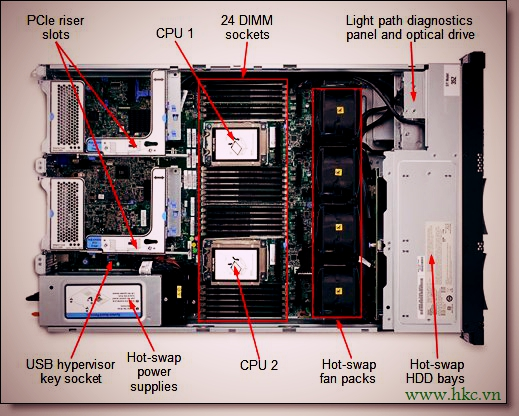 PCIe riser
slots
CPU 1
24 DIMM
sockets
Light path diagnostics
panel and optical drive
USB hypervisor
key socket
Hot-swap
power
supplies
CPU 2
Hot-swap
fan packs
Hot-swap
HDD bays
www.hkc.vn